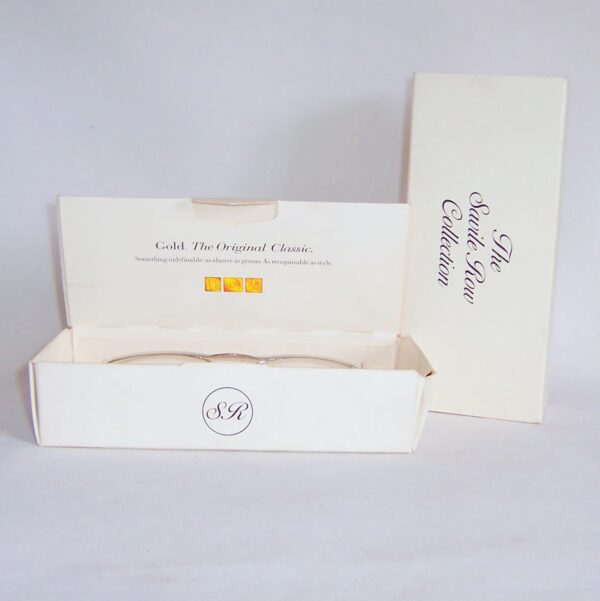 Gold. The Original Classic.
Something indefinable: as elusive as genius. As recognisable as style.
SR
The
Savile Row
Collection